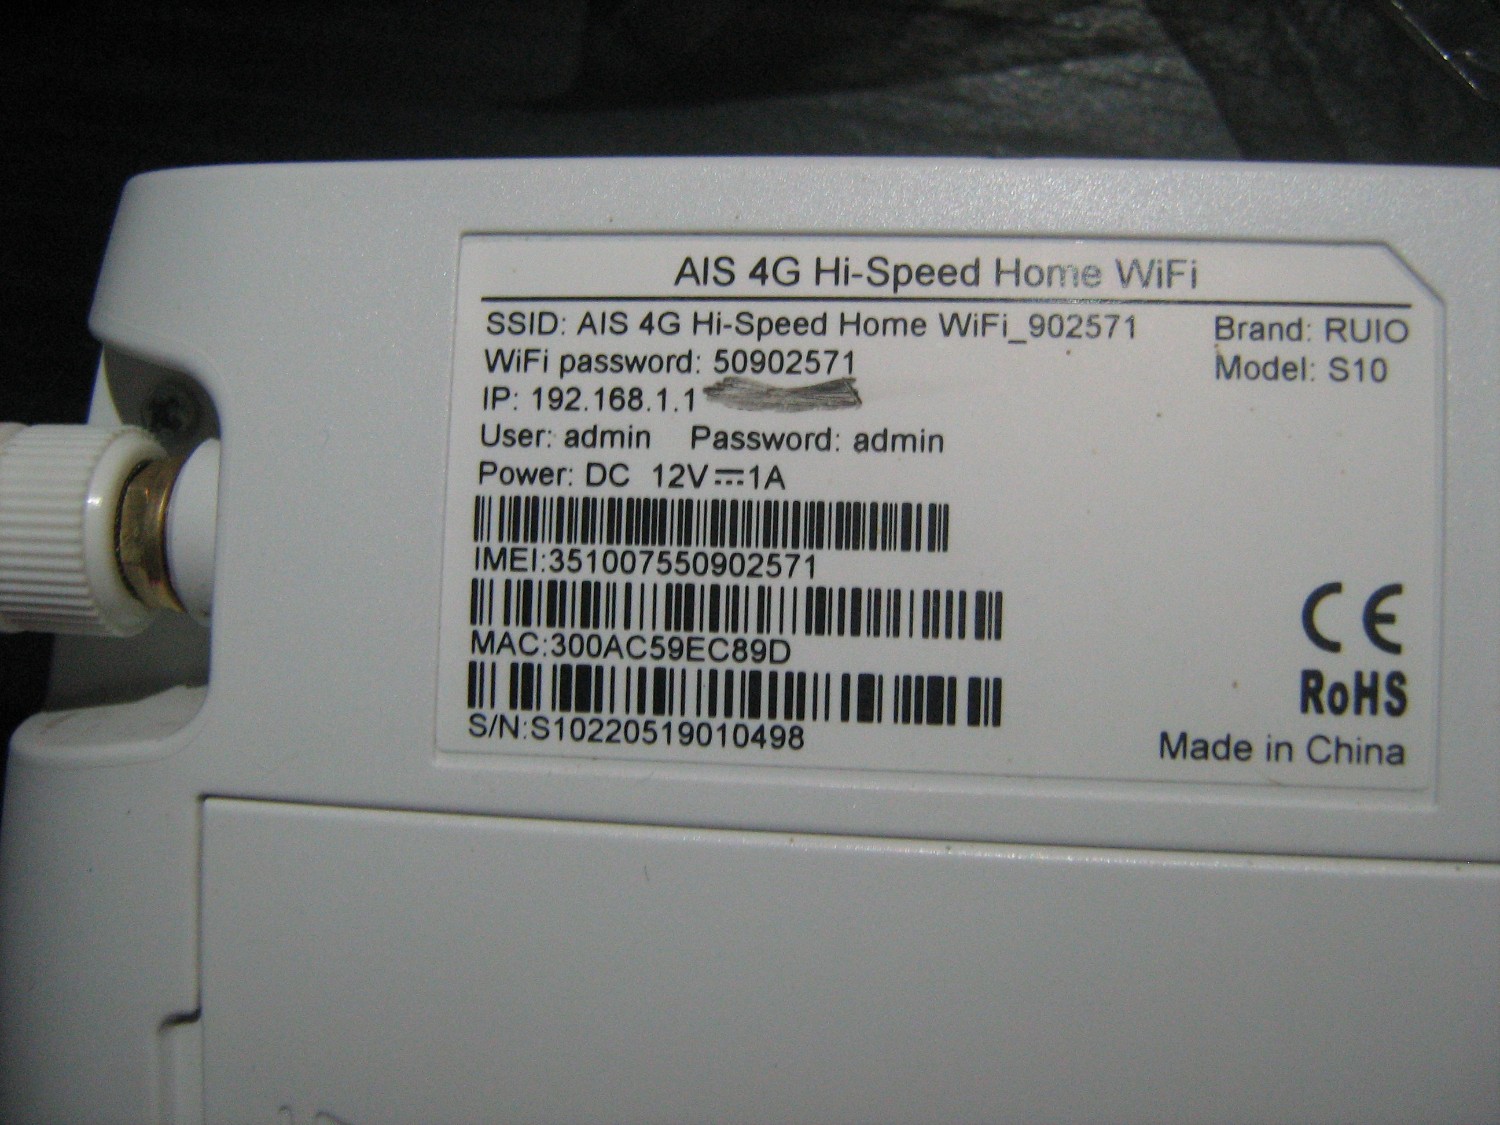 AIS 4G Hi-Speed Home WiFi
SSID: AIS 4G Hi-Speed Home WiFi_902571
Brand: RUIO
WiFi password: 50902571
Model: S10
IP: 192.168.1.1
User: admin Password: admin
Power: DC 12V⎓1A
IMEI:351007550902571
MAC:300AC59EC89D
S/N:S10220519010498
CE
RoHS
Made in China